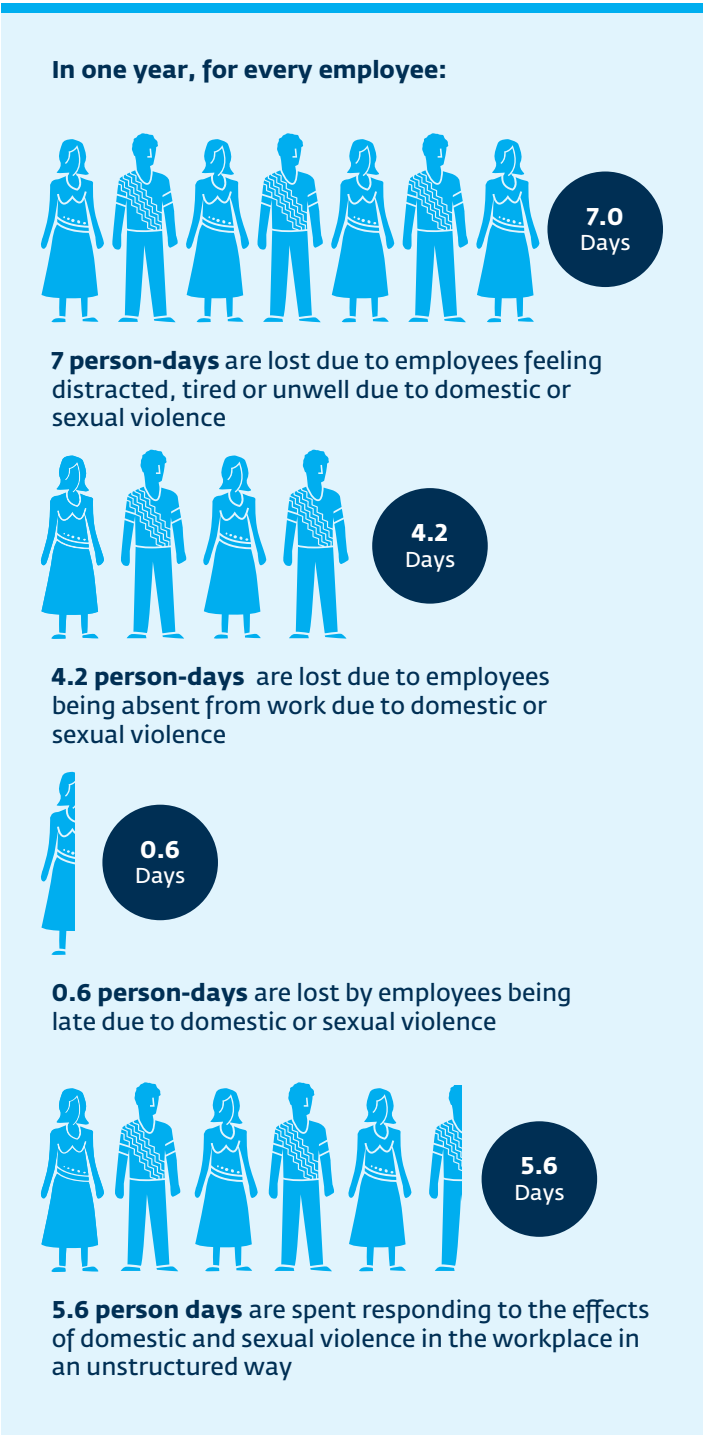 In one year, for every employee:
7.0
Days
7 person-days are lost due to employees feeling
distracted, tired or unwell due to domestic or
sexual violence
4.2
Days
4.2 person-days are lost due to employees
being absent from work due to domestic or
sexual violence
0.6
Days
0.6 person-days are lost by employees being
late due to domestic or sexual violence
5.6
Days
5.6 person days are spent responding to the effects
of domestic and sexual violence in the workplace in
an unstructured way